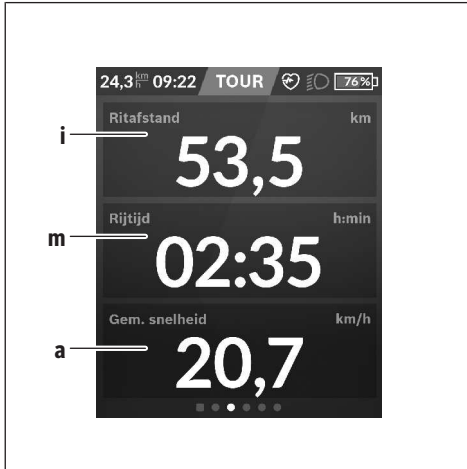 24,3 km/h 09:22 TOUR 76%
i Ritafstand km
53,5
m Rijtijd h:min
02:35
a Gem. snelheid km/h
20,7